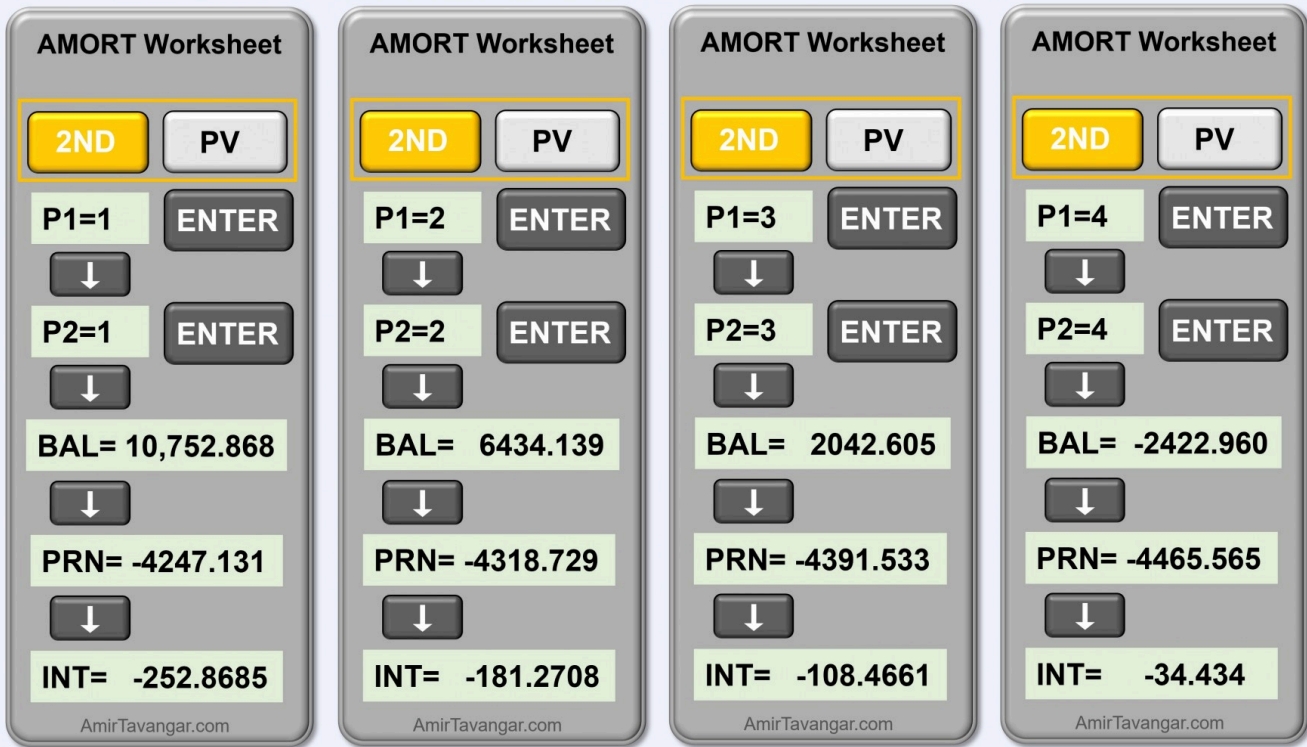 AMORT Worksheet
2ND PV
P1=1 ENTER
↓
P2=1 ENTER
↓
BAL= 10,752.868
↓
PRN= -4247.131
↓
INT= -252.8685
AmirTavangar.com
AMORT Worksheet
2ND PV
P1=2 ENTER
↓
P2=2 ENTER
↓
BAL= 6434.139
↓
PRN= -4318.729
↓
INT= -181.2708
AmirTavangar.com
AMORT Worksheet
2ND PV
P1=3 ENTER
↓
P2=3 ENTER
↓
BAL= 2042.605
↓
PRN= -4391.533
↓
INT= -108.4661
AmirTavangar.com
AMORT Worksheet
2ND PV
P1=4 ENTER
↓
P2=4 ENTER
↓
BAL= -2422.960
↓
PRN= -4465.565
↓
INT= -34.434
AmirTavangar.com